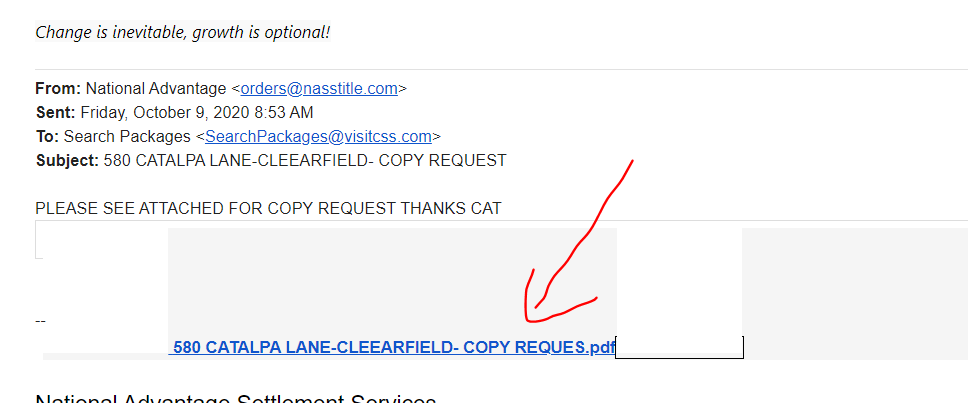 Change is inevitable, growth is optional!
From: National Advantage <orders@nasstitle.com>
Sent: Friday, October 9, 2020 8:53 AM
To: Search Packages <SearchPackages@visitcss.com>
Subject: 580 CATALPA LANE-CLEEARFIELD- COPY REQUEST
PLEASE SEE ATTACHED FOR COPY REQUEST THANKS CAT
--
580 CATALPA LANE-CLEEARFIELD- COPY REQUES.pdf
National Advantage Settlement Services